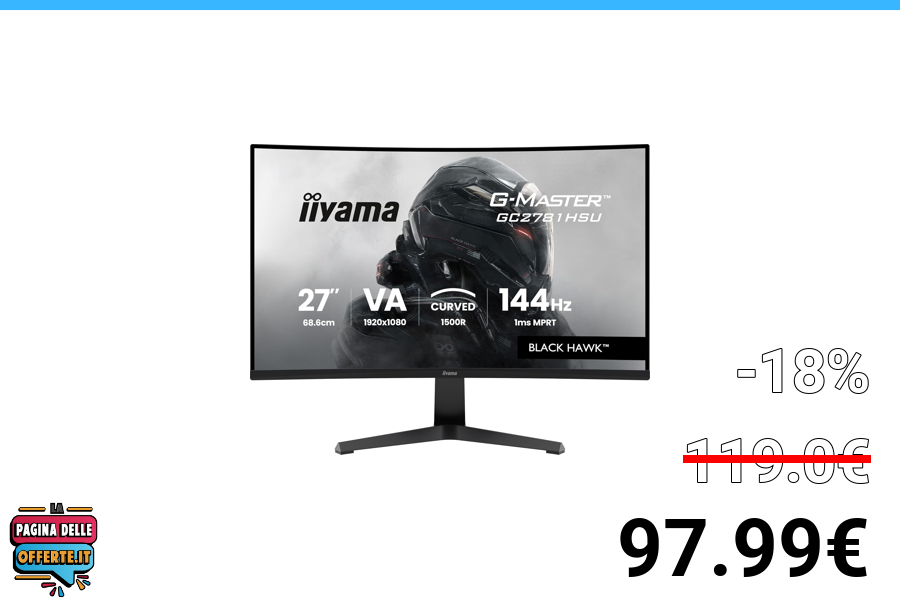 iiyama
G-MASTER™
GC2781HSU
27″
68.6cm
VA
1920x1080
CURVED
1500R
144Hz
1ms MPRT
BLACK HAWK™
iiyama
-18%
119.0€
97.99€
LA
PAGINA DELLE
OFFERTE.IT